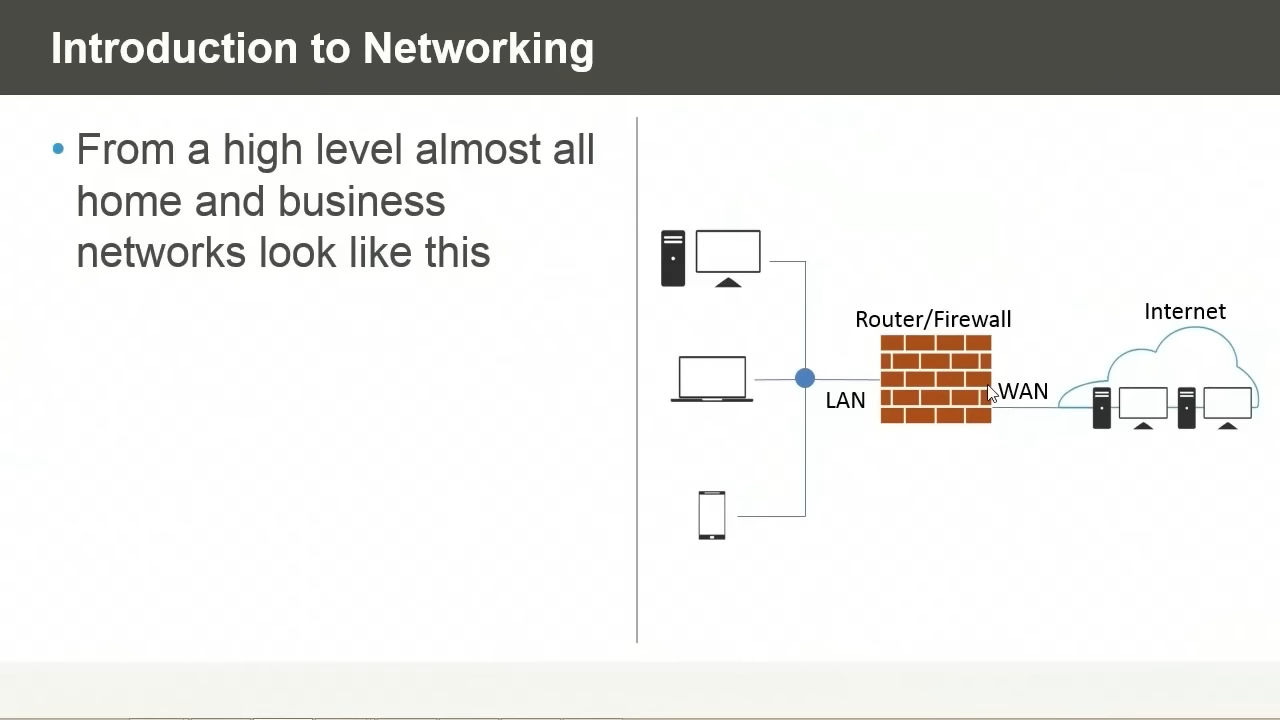 Introduction to Networking
• From a high level almost all
home and business
networks look like this
Router/Firewall
Internet
LAN
WAN